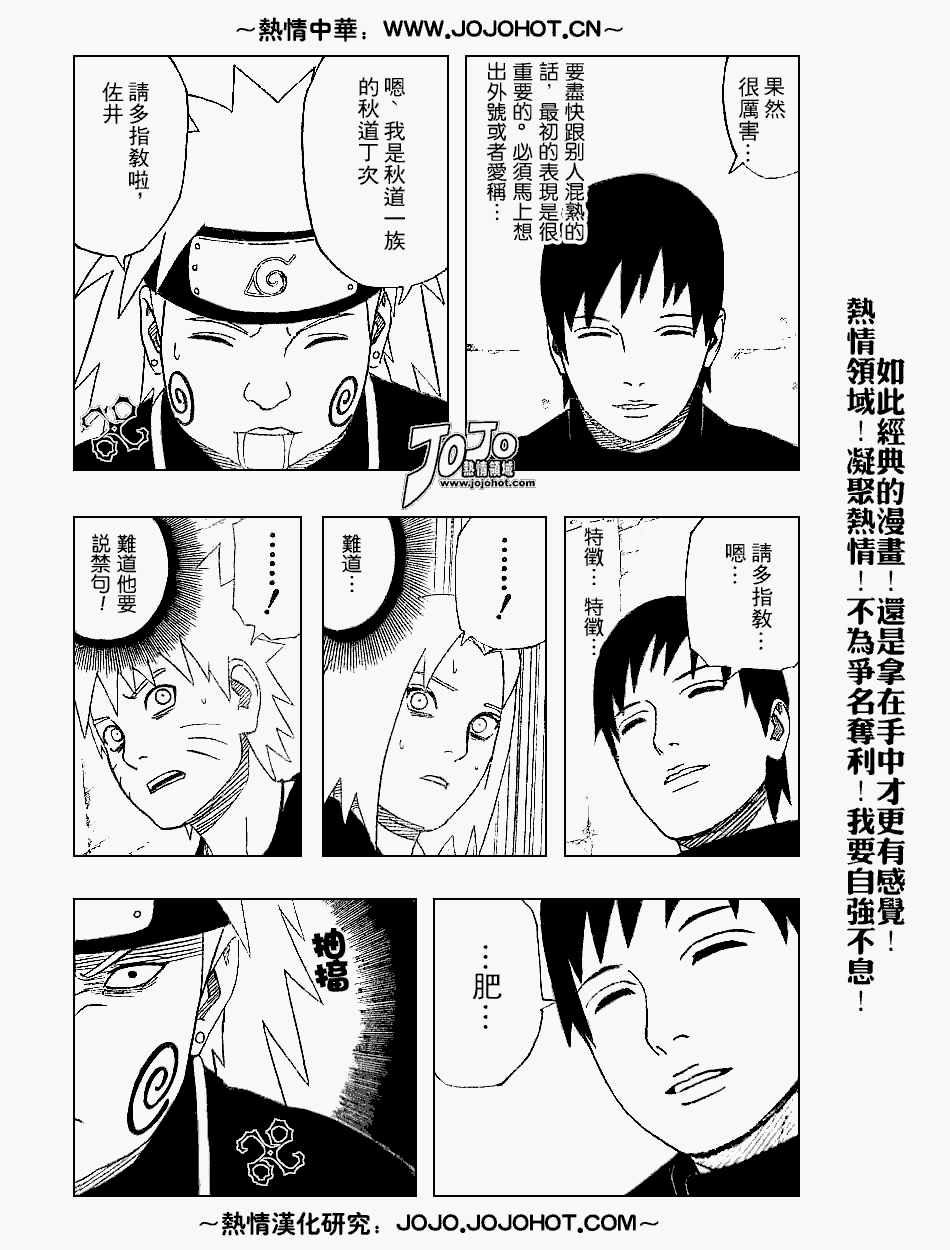 ~熱情中華：WWW.JOJOHOT.CN~
果然
很厲害…
要盡快跟別人混熟的
話，最初的表現是很
重要的。必須馬上想
出外號或者愛稱…
嗯、我是秋道一族
的秋道丁次
請多指教啦，
佐井
JOJO
熱情領域
www.jojohot.com
請多指教…
嗯…
特徵… 特徵…
……！
難道…
……！
難道他要
説禁句！
…肥…
抽搐
如此經典的漫畫！還是拿在手中才更有感覺！
熱情領域！凝聚熱情！不為爭名奪利！我要自強不息！
~熱情漢化研究：JOJO.JOJOHOT.COM~